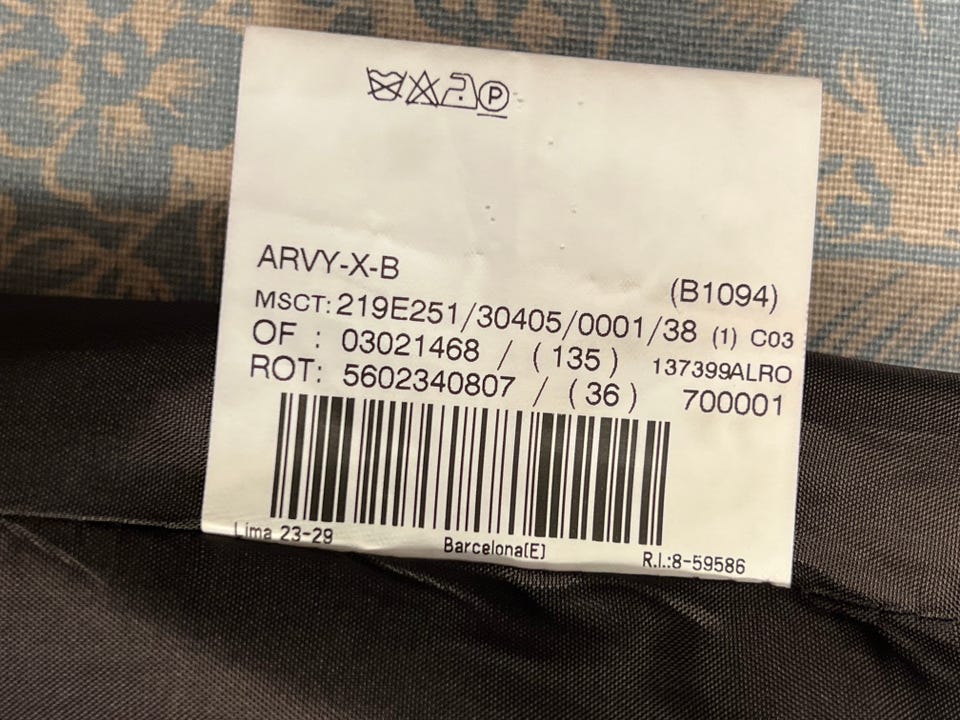 P
ARVY-X-B
(B1094)
MSCT: 219E251/30405/0001/38 (1) C03
OF : 03021468 / (135) 137399ALRO
ROT: 5602340807 / (36) 700001
Lima 23-29 Barcelona(E) R.I.:8-59586